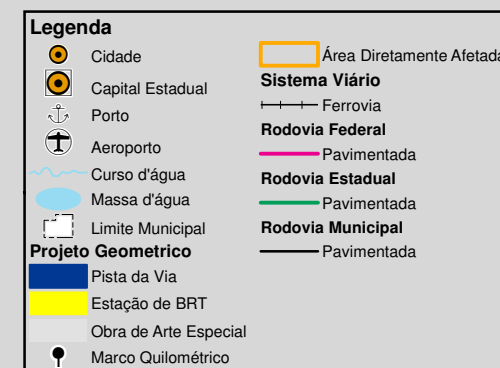 Legenda
Cidade
Capital Estadual
Porto
Aeroporto
Curso d'água
Massa d'água
Limite Municipal
Projeto Geometrico
Pista da Via
Estação de BRT
Obra de Arte Especial
Marco Quilométrico
Área Diretamente Afetada
Sistema Viário
Ferrovia
Rodovia Federal
Pavimentada
Rodovia Estadual
Pavimentada
Rodovia Municipal
Pavimentada